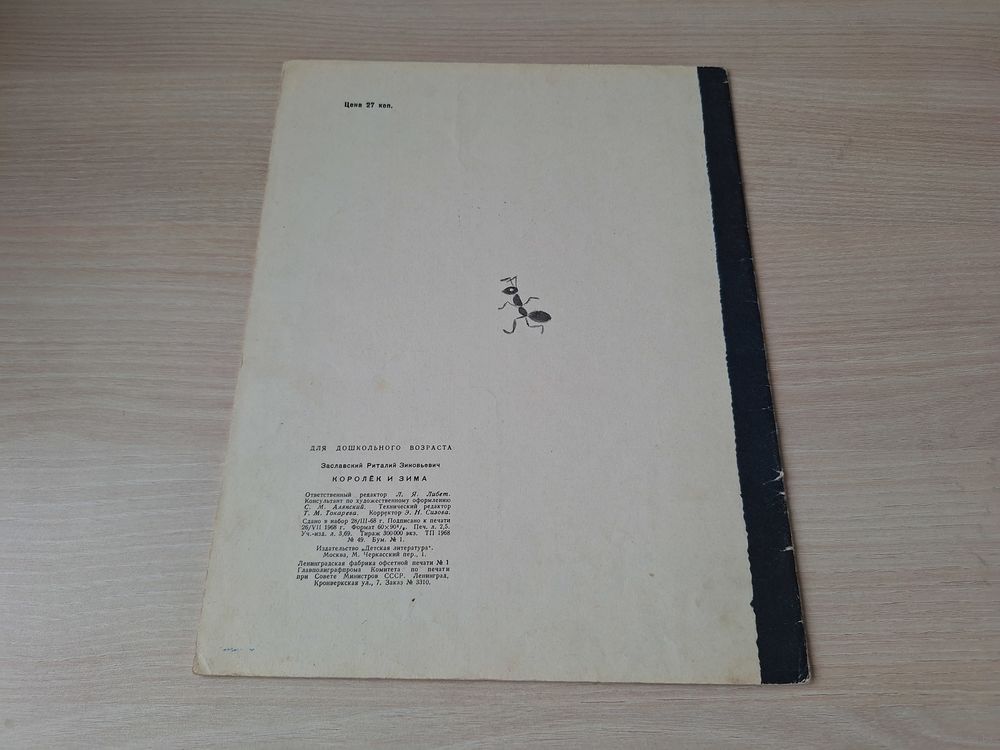 Цена 27 коп.
ДЛЯ ДОШКОЛЬНОГО ВОЗРАСТА
Заславский Риталий Зиновьевич
КОРОЛЁК И ЗИМА
Ответственный редактор Л. Я. Либет.
Консультант по художественному оформлению
С. М. Алянский. Технический редактор
Т. М. Токарева. Корректор Э. Н. Сизова.
Сдано в набор 28/III-68 г. Подписано к печати
26/VII 1968 г. Формат 60×90⅛. Печ. л. 2,5.
Уч.-изд. л. 3,69. Тираж 300 000 экз. ТП 1968
№ 49. Бум. № 1.
Издательство „Детская литература“.
Москва, М. Черкасский пер., 1.
Ленинградская фабрика офсетной печати № 1
Главполиграфпрома Комитета по печати
при Совете Министров СССР. Ленинград,
Кронверкская ул., 7. Заказ № 3310.